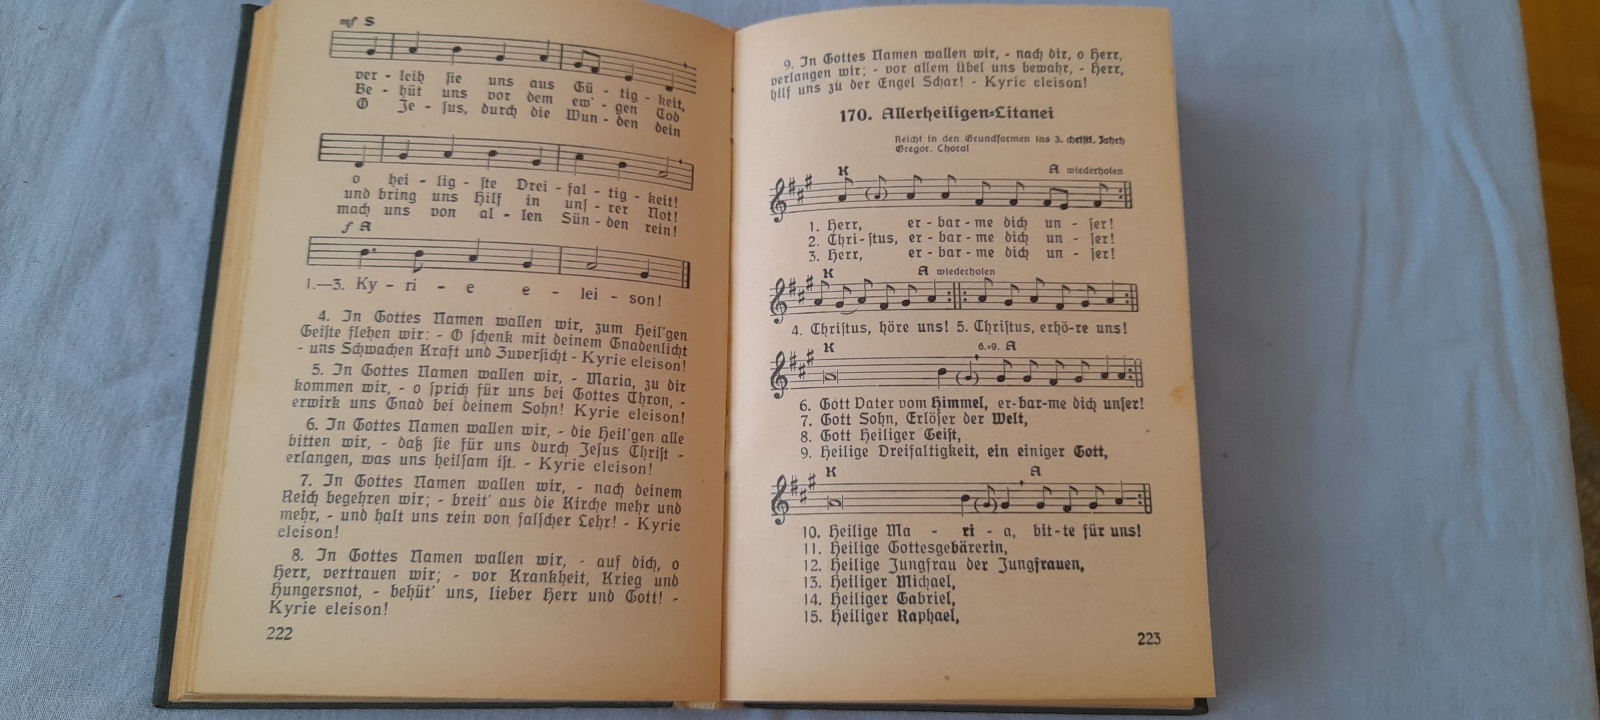 mf S
ver - leih sie uns aus Gü - tig - keit,
Be - hüt uns vor dem ew' - gen Tod
O Je - sus, durch die Wun - den dein
o hei - lig - ste Drei - fal - tig - keit!
und bring uns Hilf in uns - rer Not!
mach uns von al - len Sün - den rein!
f A
1.—3. Ky - ri - e e - lei - son!
4. In Gottes Namen wallen wir, zum Heil'gen
Geiste flehen wir: - O schenk mit deinem Gnadenlicht
- uns Schwachen Kraft und Zuversicht - Kyrie eleison!
5. In Gottes Namen wallen wir, - Maria, zu dir
kommen wir, - o sprich für uns bei Gottes Thron, -
erwirk uns Gnad bei deinem Sohn! Kyrie eleison!
6. In Gottes Namen wallen wir, - die Heil'gen alle
bitten wir, - daß sie für uns durch Jesus Christ -
erlangen, was uns heilsam ist. - Kyrie eleison!
7. In Gottes Namen wallen wir, - nach deinem
Reich begehren wir; - breit' aus die Kirche mehr und
mehr, - und halt uns rein von falscher Lehr! - Kyrie
eleison!
8. In Gottes Namen wallen wir, - auf dich, o
Herr, vertrauen wir; - vor Krankheit, Krieg und
Hungersnot, - behüt' uns, lieber Herr und Gott! -
Kyrie eleison!
222
9. In Gottes Namen wallen wir, - nach dir, o Herr,
verlangen wir; - vor allem Übel uns bewahr, - Herr,
hilf uns zu der Engel Schar! - Kyrie eleison!
170. Allerheiligen=Litanei
Reicht in den Grundformen ins 3. christl. Jahrh
Gregor. Choral
K A wiederholen
1. Herr, er - bar - me dich un - ser!
2. Chri - stus, er - bar - me dich un - ser!
3. Herr, er - bar - me dich un - ser!
K A wiederholen
4. Christus, höre uns! 5. Christus, erhö-re uns!
K 6.-9. A
6. Gott Vater vom Himmel, er-bar-me dich unser!
7. Gott Sohn, Erlöser der Welt,
8. Gott Heiliger Geist,
9. Heilige Dreifaltigkeit, ein einiger Gott,
K A
10. Heilige Ma - ri - a, bit-te für uns!
11. Heilige Gottesgebärerin,
12. Heilige Jungfrau der Jungfrauen,
13. Heiliger Michael,
14. Heiliger Gabriel,
15. Heiliger Raphael,
223